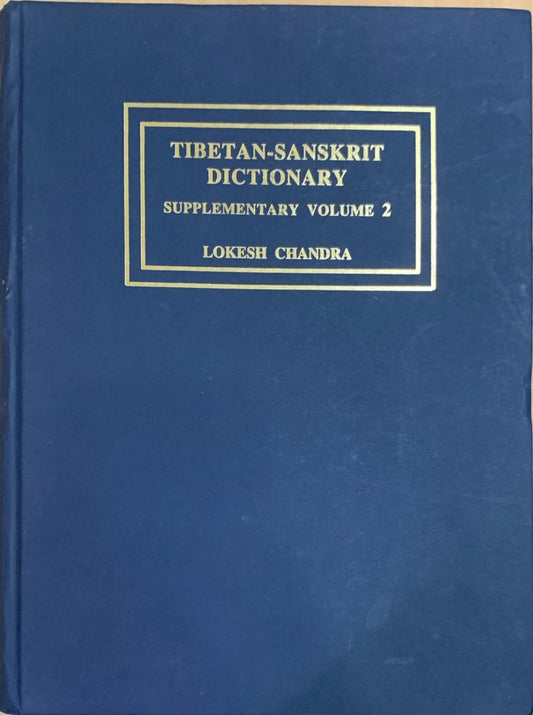 TIBETAN-SANSKRIT
DICTIONARY
SUPPLEMENTARY VOLUME 2
LOKESH CHANDRA